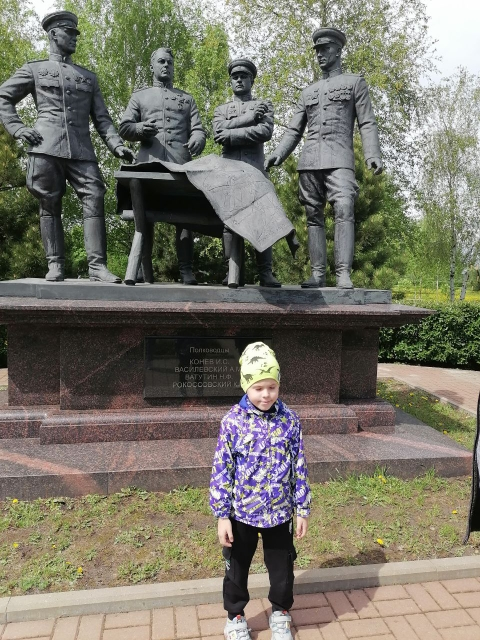 Полководцы
КОНЕВ И.С.
ВАСИЛЕВСКИЙ А.М.
ВАТУТИН Н.Ф.
РОКОССОВСКИЙ К.